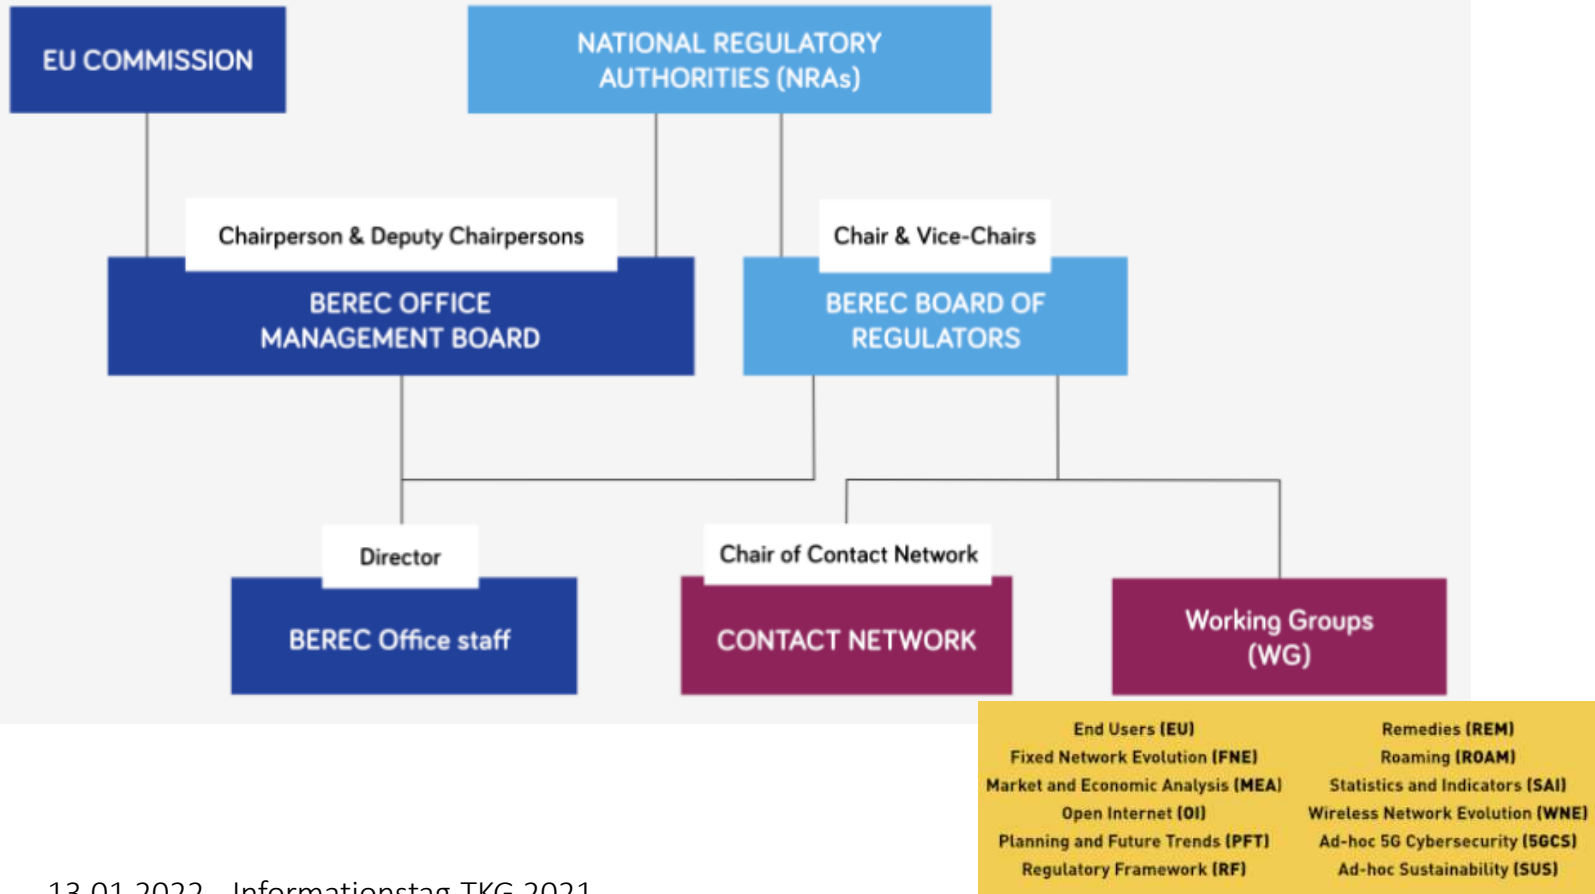 EU COMMISSION
NATIONAL REGULATORY
AUTHORITIES (NRAs)
Chairperson & Deputy Chairpersons
BEREC OFFICE
MANAGEMENT BOARD
Chair & Vice-Chairs
BEREC BOARD OF
REGULATORS
Director
BEREC Office staff
Chair of Contact Network
CONTACT NETWORK
Working Groups
(WG)
End Users (EU)
Fixed Network Evolution (FNE)
Market and Economic Analysis (MEA)
Open Internet (OI)
Planning and Future Trends (PFT)
Regulatory Framework (RF)
Remedies (REM)
Roaming (ROAM)
Statistics and Indicators (SAI)
Wireless Network Evolution (WNE)
Ad-hoc 5G Cybersecurity (5GCS)
Ad-hoc Sustainability (SUS)
13.01.2022 Informationstag TKG 2021